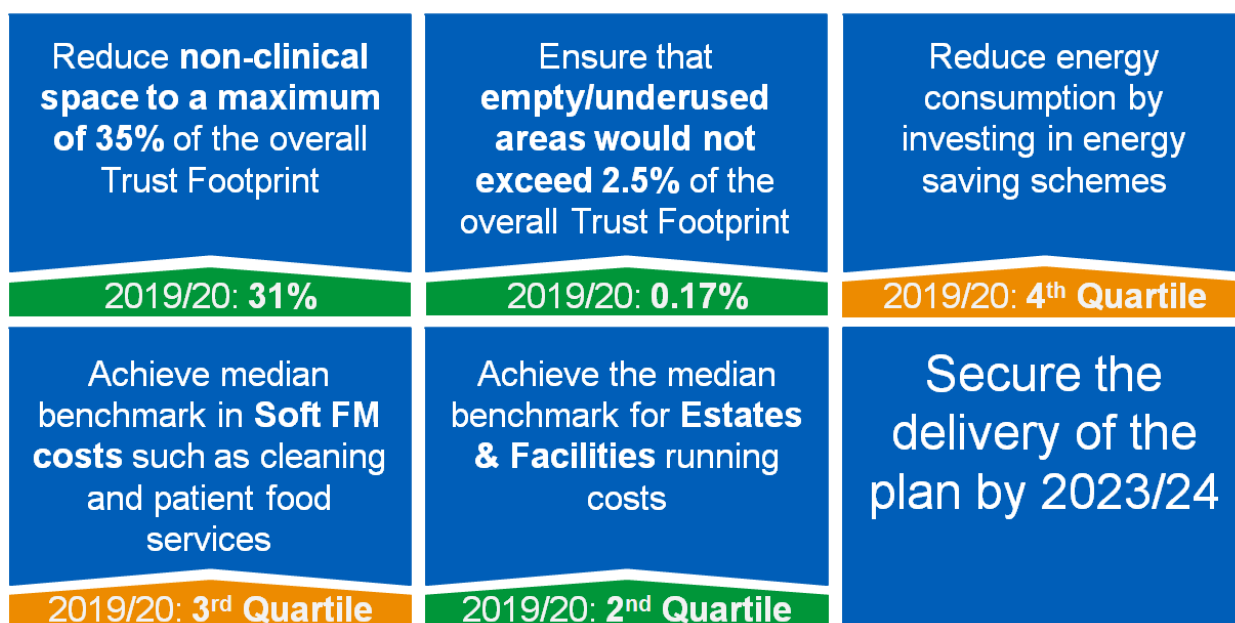 Reduce non-clinical
space to a maximum
of 35% of the overall
Trust Footprint
2019/20: 31%
Ensure that
empty/underused
areas would not
exceed 2.5% of the
overall Trust Footprint
2019/20: 0.17%
Reduce energy
consumption by
investing in energy
saving schemes
2019/20: 4th Quartile
Achieve median
benchmark in Soft FM
costs such as cleaning
and patient food
services
2019/20: 3rd Quartile
Achieve the median
benchmark for Estates
& Facilities running
costs
2019/20: 2nd Quartile
Secure the
delivery of the
plan by 2023/24